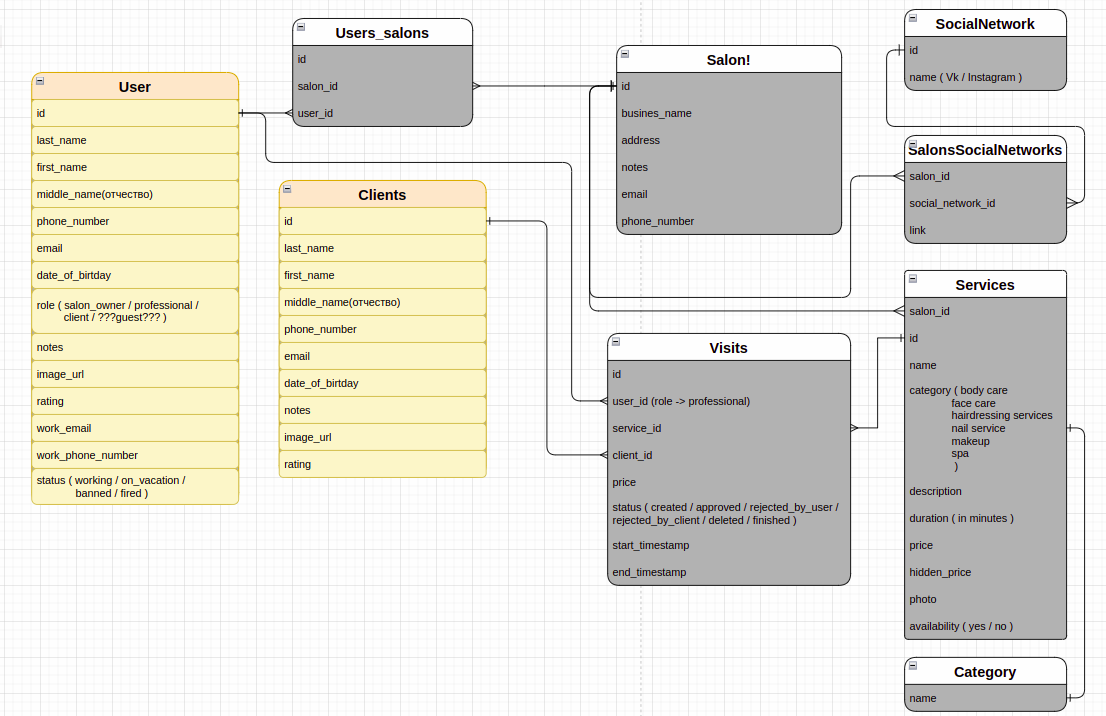 User
id
last_name
first_name
middle_name(отчество)
phone_number
email
date_of_birtday
role ( salon_owner / professional /
client / ???guest??? )
notes
image_url
rating
work_email
work_phone_number
status ( working / on_vacation /
banned / fired )
Users_salons
id
salon_id
user_id
Clients
id
last_name
first_name
middle_name(отчество)
phone_number
email
date_of_birtday
notes
image_url
rating
Salon!
id
busines_name
address
notes
email
phone_number
Visits
id
user_id (role -> professional)
service_id
client_id
price
status ( created / approved / rejected_by_user /
rejected_by_client / deleted / finished )
start_timestamp
end_timestamp
SocialNetwork
id
name ( Vk / Instagram )
SalonsSocialNetworks
salon_id
social_network_id
link
Services
salon_id
id
name
category ( body care
face care
hairdressing services
nail service
makeup
spa
)
description
duration ( in minutes )
price
hidden_price
photo
availability ( yes / no )
Category
name